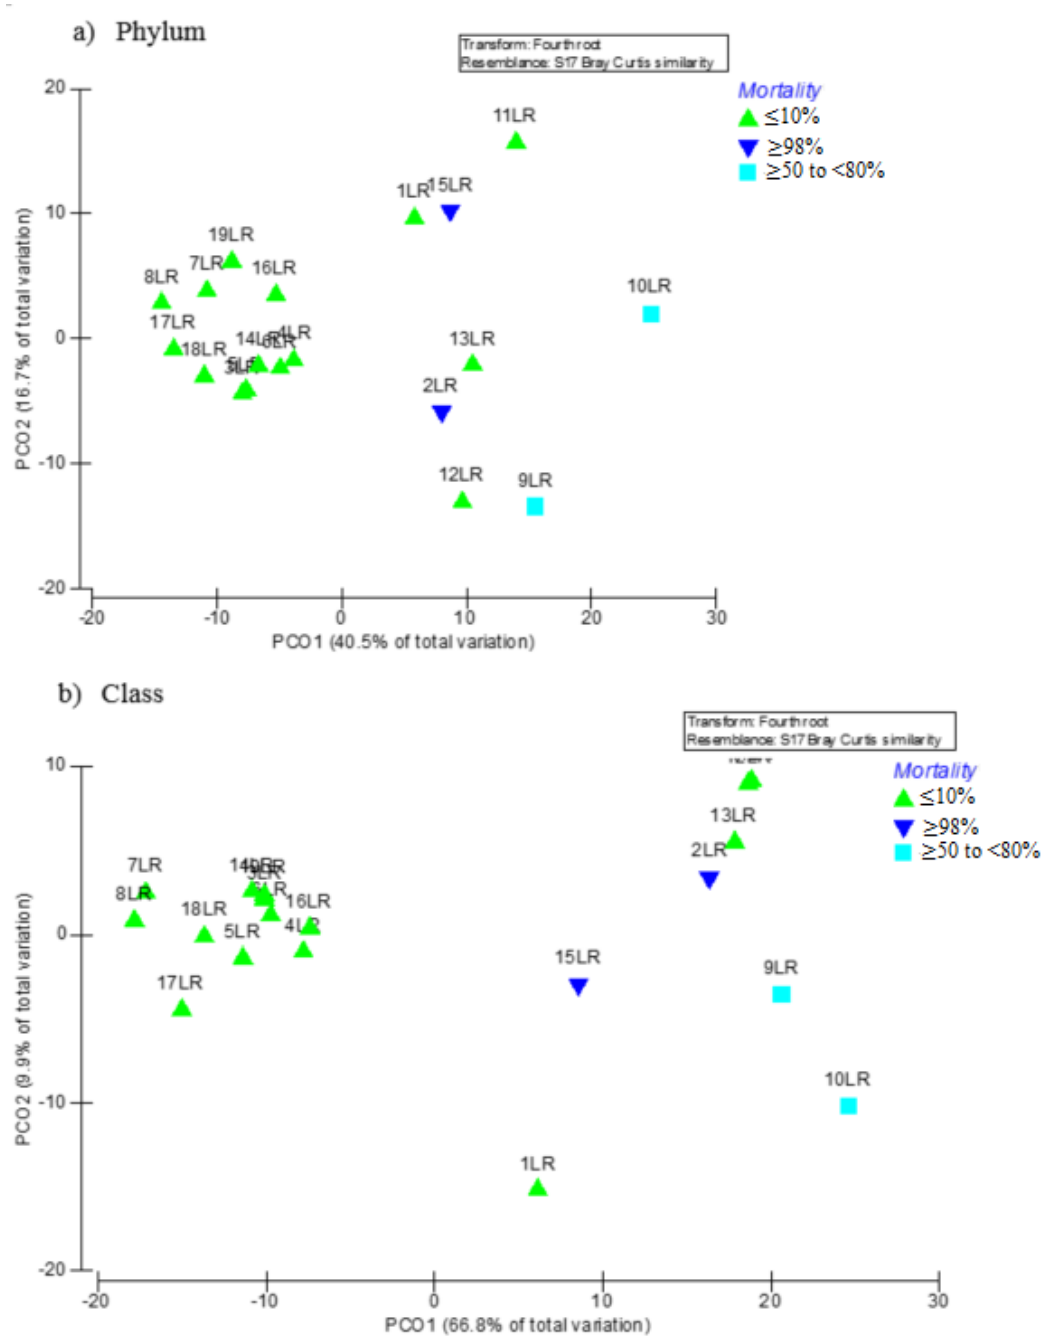 a) Phylum
Transform: Fourth root
Resemblance: S17 Bray Curtis similarity
Mortality
≤10%
≥98%
≥50 to <80%
20
10
0
-10
-20
PCO2 (16.7% of total variation)
11LR
1LR
15LR
19LR
7LR
16LR
8LR
10LR
17LR
14LR
6LR
4LR
18LR
3LR
13LR
2LR
12LR
9LR
-20
-10
0
10
20
30
PCO1 (40.5% of total variation)
b) Class
Transform: Fourth root
Resemblance: S17 Bray Curtis similarity
Mortality
≤10%
≥98%
≥50 to <80%
10
0
-10
-20
PCO2 (9.9% of total variation)
13LR
2LR
7LR
14LR
3LR
8LR
6LR
16LR
18LR
4LR
5LR
15LR
9LR
17LR
10LR
1LR
-20
-10
0
10
20
30
PCO1 (66.8% of total variation)